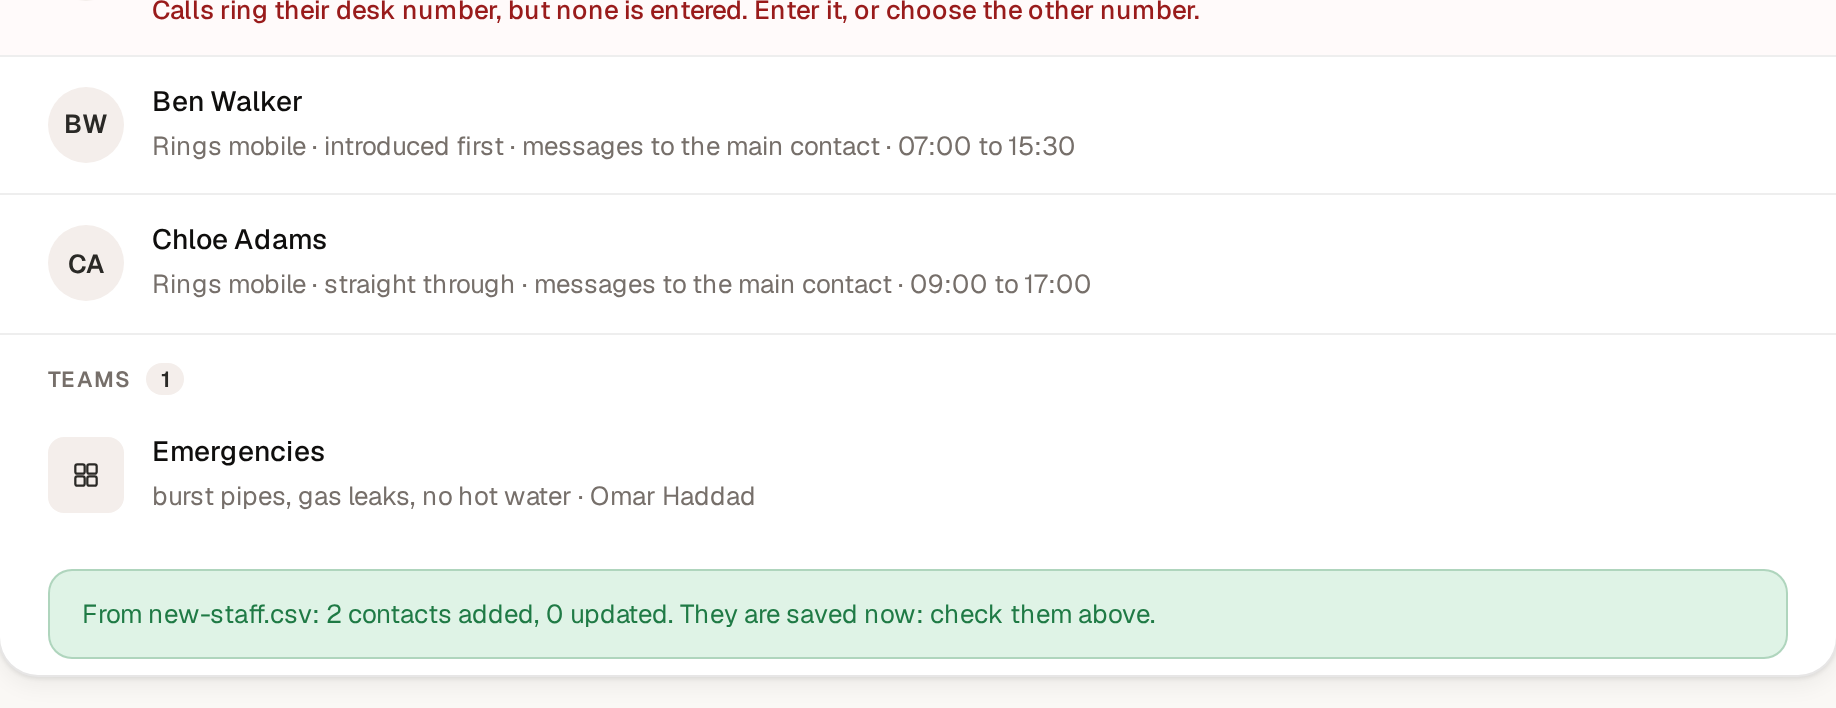 Calls ring their desk number, but none is entered. Enter it, or choose the other number.
BW
Ben Walker
Rings mobile · introduced first · messages to the main contact · 07:00 to 15:30
CA
Chloe Adams
Rings mobile · straight through · messages to the main contact · 09:00 to 17:00
TEAMS 1
Emergencies
burst pipes, gas leaks, no hot water · Omar Haddad
From new-staff.csv: 2 contacts added, 0 updated. They are saved now: check them above.